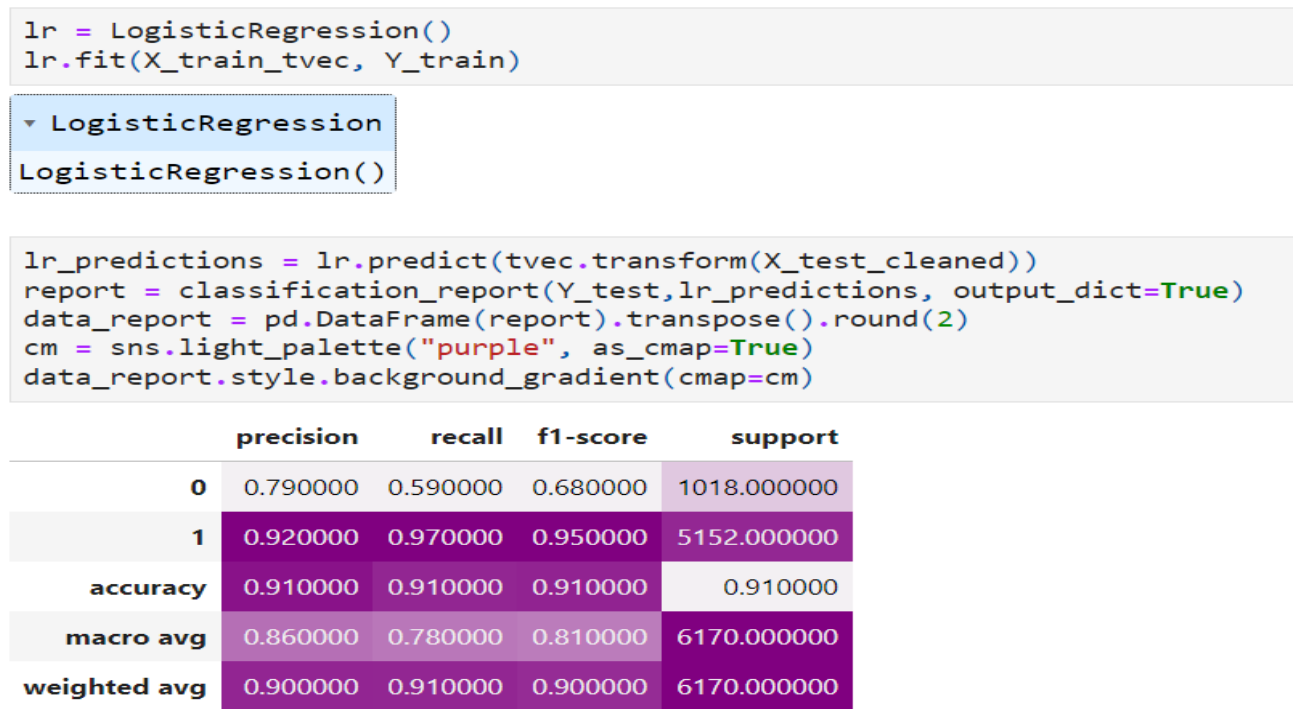 lr = LogisticRegression()
lr.fit(X_train_tvec, Y_train)
▾ LogisticRegression
LogisticRegression()
lr_predictions = lr.predict(tvec.transform(X_test_cleaned))
report = classification_report(Y_test,lr_predictions, output_dict=True)
data_report = pd.DataFrame(report).transpose().round(2)
cm = sns.light_palette("purple", as_cmap=True)
data_report.style.background_gradient(cmap=cm)
precision recall f1-score support
0 0.790000 0.590000 0.680000 1018.000000
1 0.920000 0.970000 0.950000 5152.000000
accuracy 0.910000 0.910000 0.910000 0.910000
macro avg 0.860000 0.780000 0.810000 6170.000000
weighted avg 0.900000 0.910000 0.900000 6170.000000